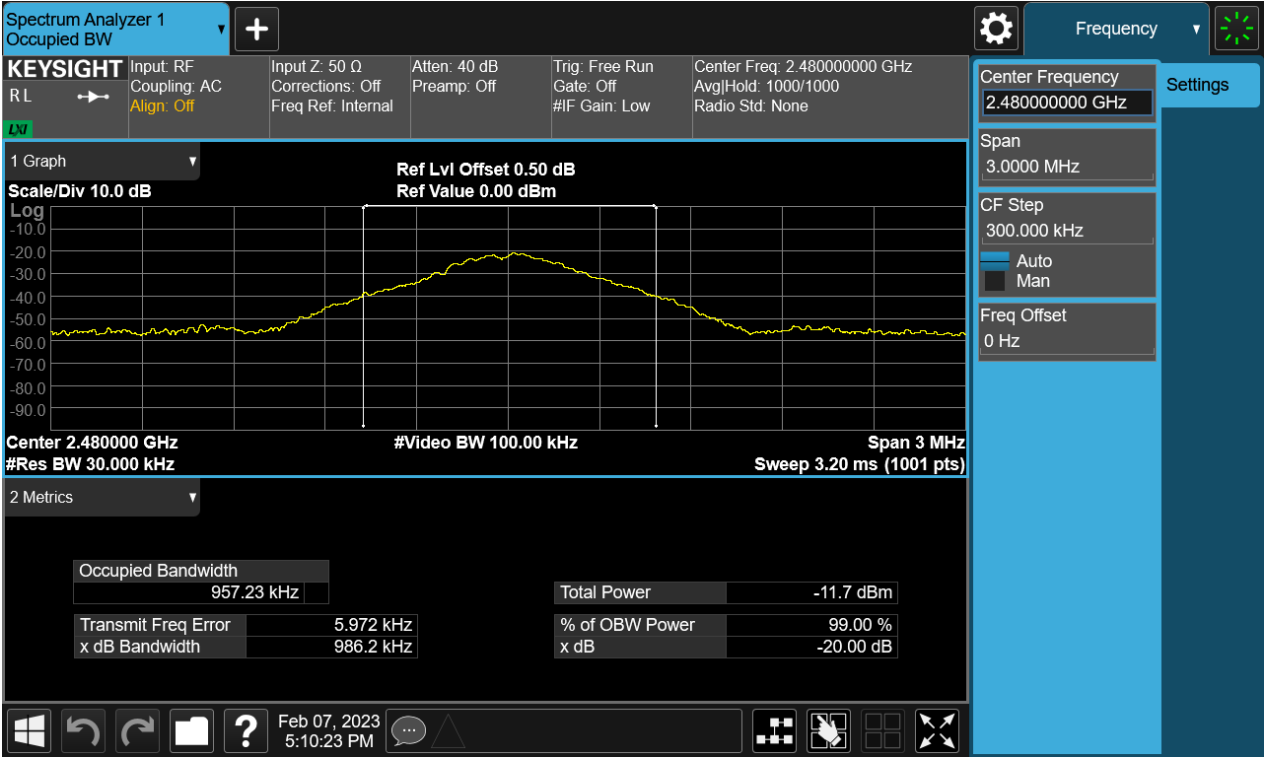 Spectrum Analyzer 1
Occupied BW
Frequency
KEYSIGHT
R L
LXI
Input: RF
Coupling: AC
Align: Off
Input Z: 50 Ω
Corrections: Off
Freq Ref: Internal
Atten: 40 dB
Preamp: Off
Trig: Free Run
Gate: Off
#IF Gain: Low
Center Freq: 2.480000000 GHz
Avg|Hold: 1000/1000
Radio Std: None
Center Frequency
2.480000000 GHz
Settings
Span
3.0000 MHz
CF Step
300.000 kHz
Auto
Man
Freq Offset
0 Hz
1 Graph
Ref Lvl Offset 0.50 dB
Scale/Div 10.0 dB
Ref Value 0.00 dBm
Log
-10.0
-20.0
-30.0
-40.0
-50.0
-60.0
-70.0
-80.0
-90.0
Center 2.480000 GHz
#Video BW 100.00 kHz
Span 3 MHz
#Res BW 30.000 kHz
Sweep 3.20 ms (1001 pts)
2 Metrics
Occupied Bandwidth
957.23 kHz
Total Power -11.7 dBm
Transmit Freq Error 5.972 kHz
% of OBW Power 99.00 %
x dB Bandwidth 986.2 kHz
x dB -20.00 dB
?
Feb 07, 2023
5:10:23 PM